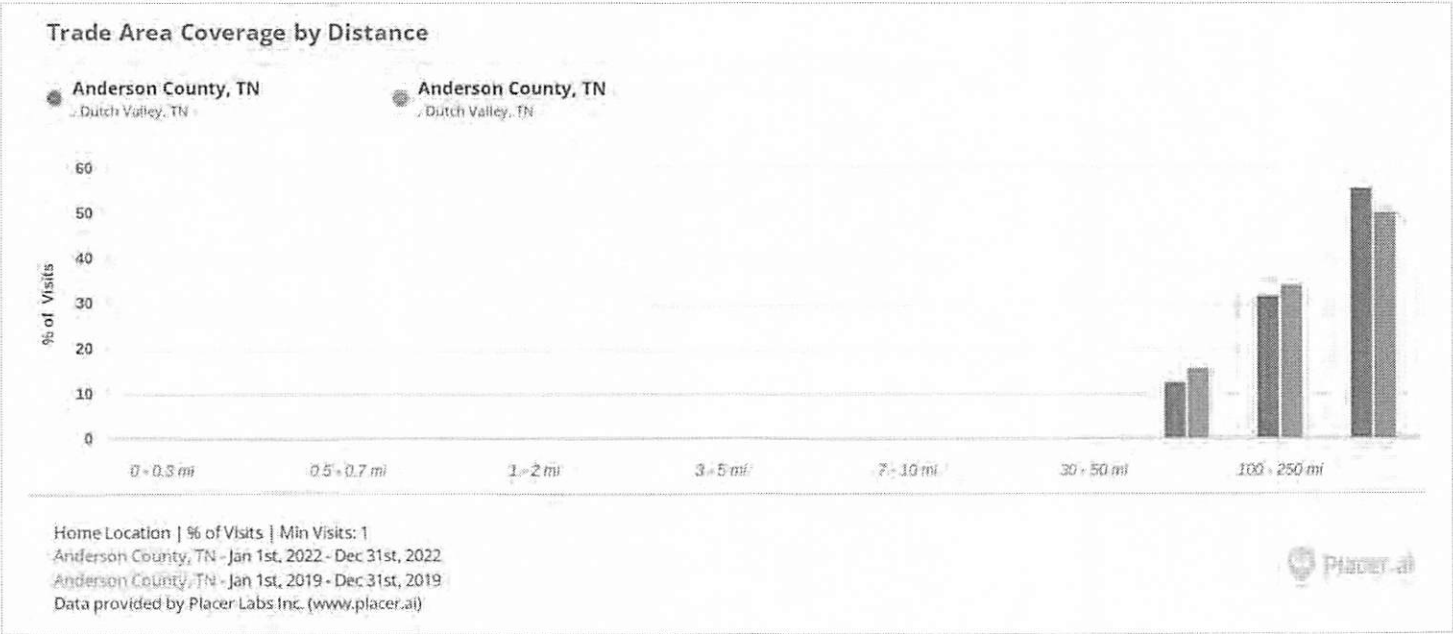 Trade Area Coverage by Distance
Anderson County, TN
Anderson County, TN
, Dutch Valley, TN
, Dutch Valley, TN
60
50
40
30
20
10
0
% of Visits
0 - 0.3 mi
0.5 - 0.7 mi
1 - 2 mi
3 - 5 mi
7 - 10 mi
30 - 50 mi
100 - 250 mi
Home Location | % of Visits | Min Visits: 1
Anderson County, TN - Jan 1st, 2022 - Dec 31st, 2022
Anderson County, TN - Jan 1st, 2019 - Dec 31st, 2019
Data provided by Placer Labs Inc. (www.placer.ai)
Placer.ai